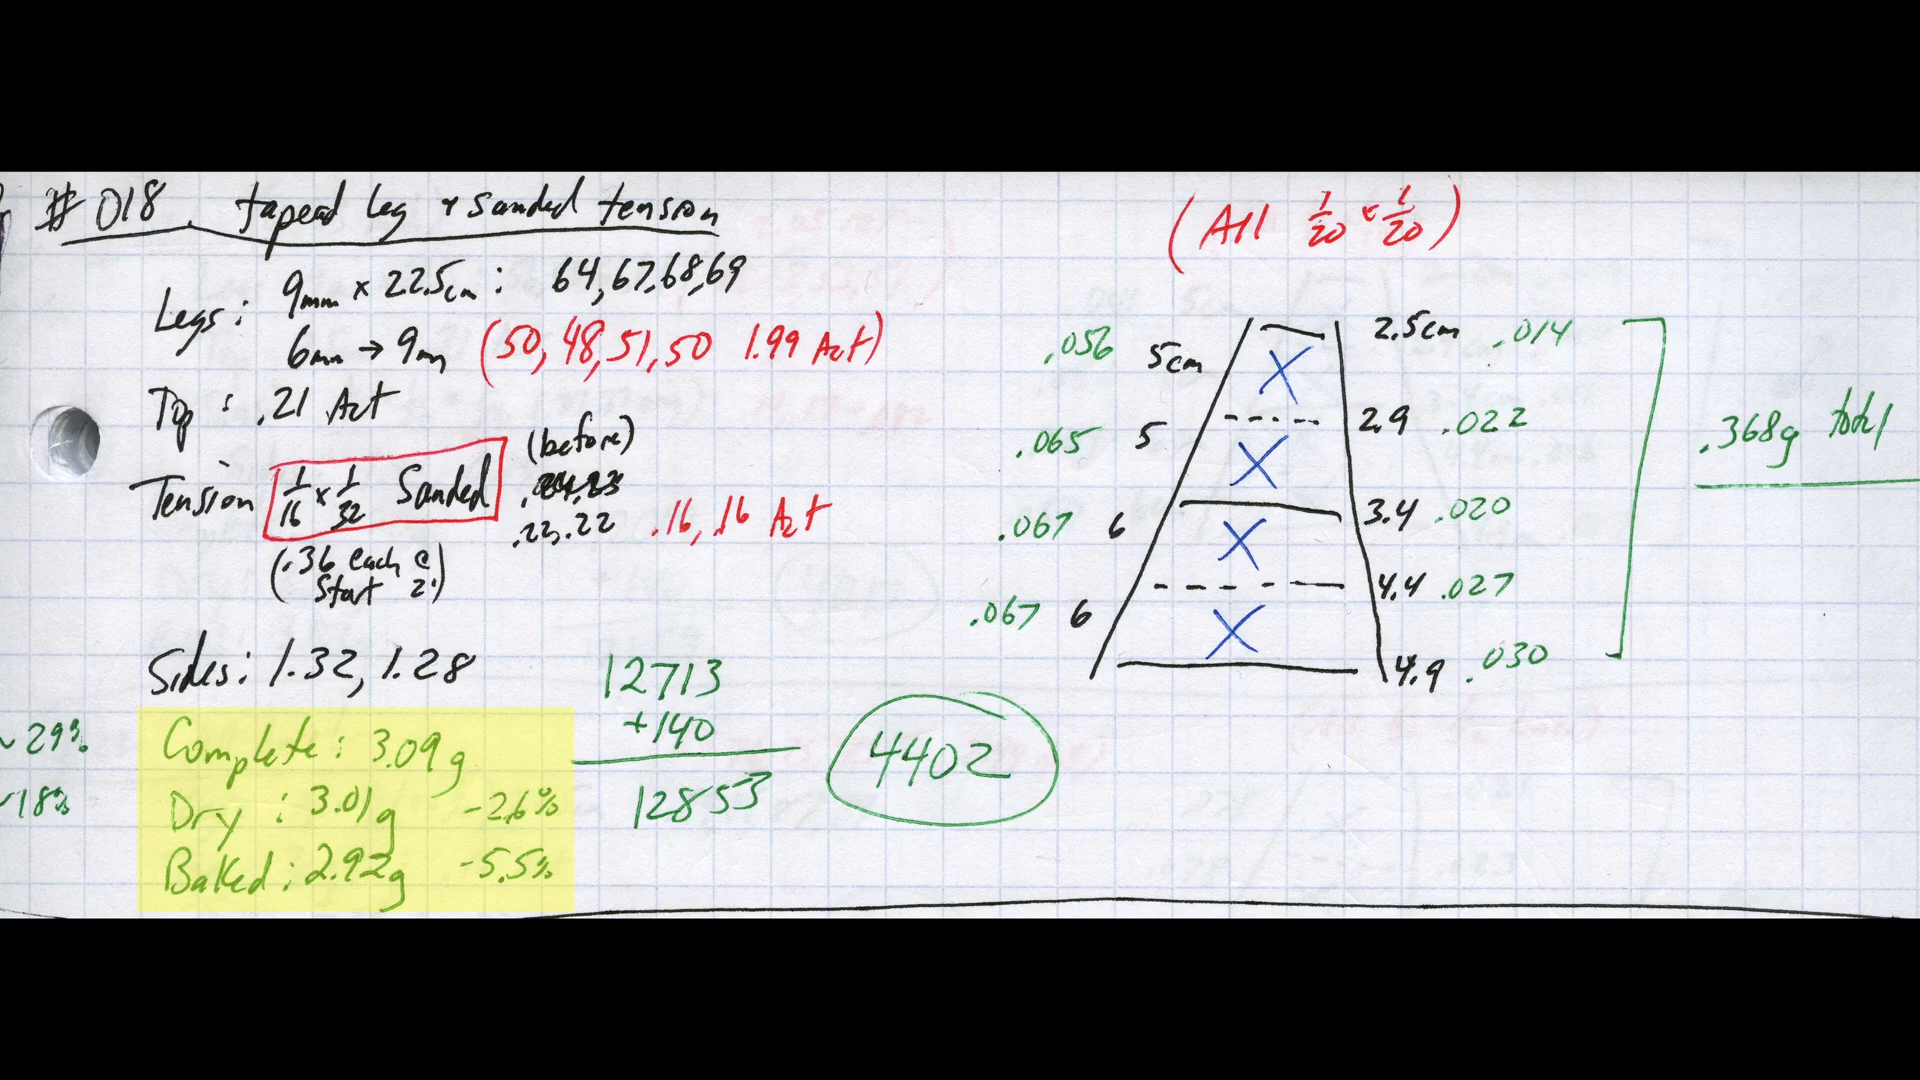 # 018. tapered leg & Sanded tension
Legs: 9mm x 22.5cm: 64,67,68,69
6mm → 9m (50, 48, 51, 50 1.99 Act)
Top: .21 Act
Tension 1/16 x 1/32 Sanded (before)
.23,.22 .16, .16 Act
(.36 each @ Start 2)
Sides: 1.32, 1.28
~29%
~18%
Complete: 3.09g
Dry: 3.01g -2.6%
Baked: 2.92g -5.5%
12713
+140
12853
4402
(All 1/20 x 1/20)
.056 5cm 2.5cm .014
2.9 .022
.065 5
3.4 .020
.067 6
4.4 .027
.067 6
4.9 .030
.368g total